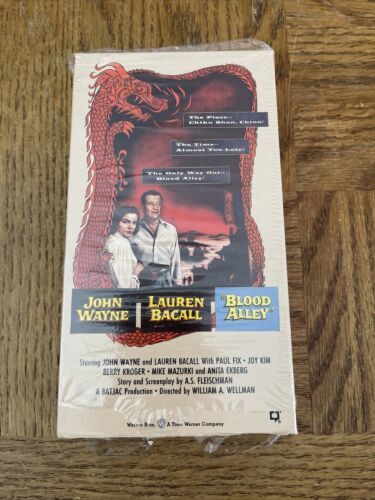 The Place--
Chiku Shan, China!
The Time--
Almost Too Late!
The Only Way Out--
Blood Alley!
JOHN WAYNE
LAUREN BACALL
"BLOOD ALLEY"
Starring JOHN WAYNE and LAUREN BACALL With PAUL FIX • JOY KIM
BERRY KROGER • MIKE MAZURKI and ANITA EKBERG
Story and Screenplay by A.S. FLEISCHMAN
A BATJAC Production • Directed by WILLIAM A. WELLMAN
Warner Bros. A Time Warner Company